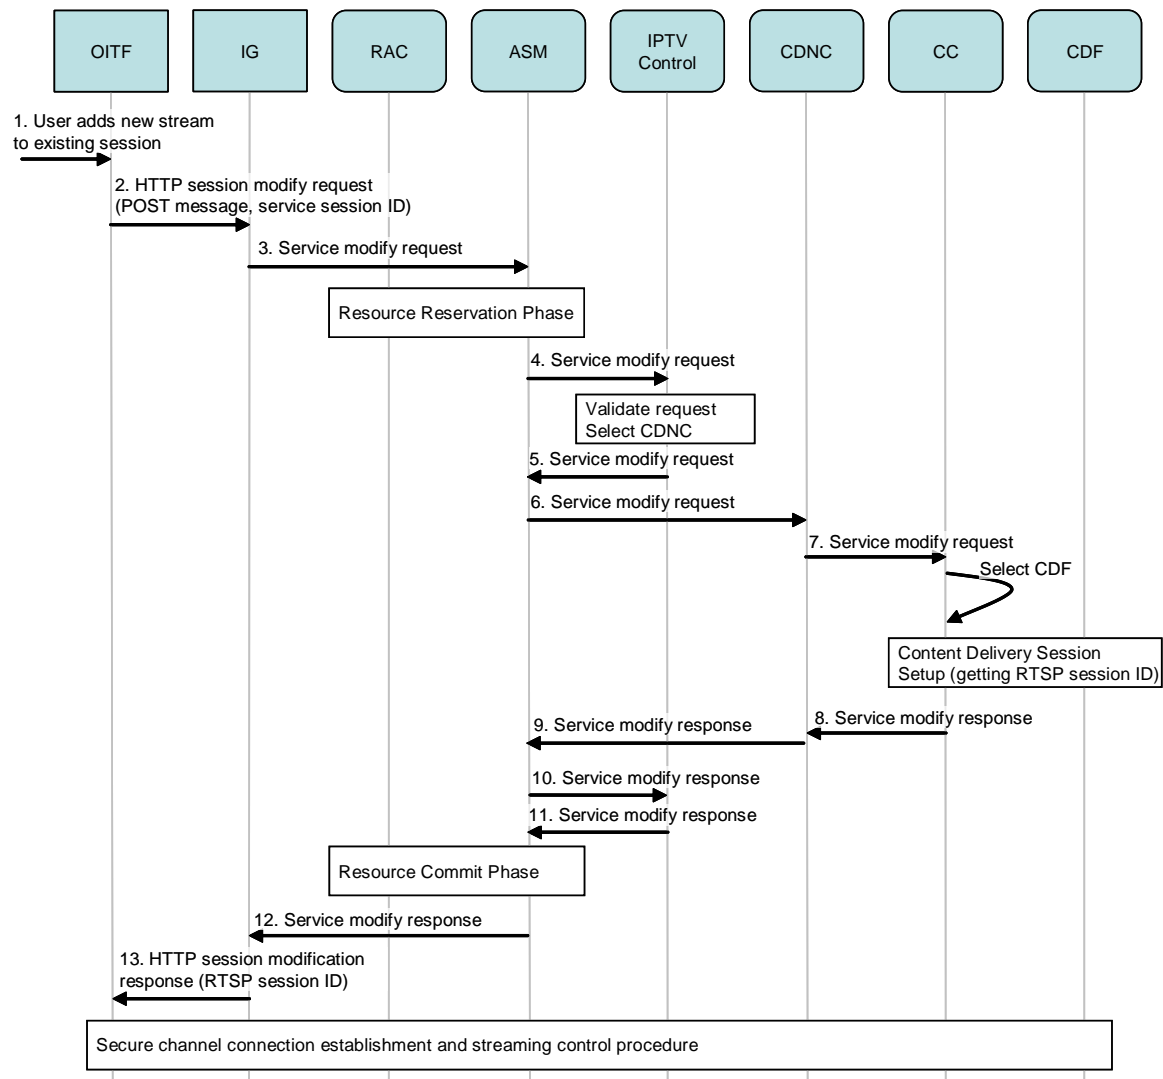 OITF
IG
RAC
ASM
IPTV
Control
CDNC
CC
CDF
1. User adds new stream
to existing session
2. HTTP session modify request
(POST message, service session ID)
3. Service modify request
Resource Reservation Phase
4. Service modify request
Validate request
Select CDNC
5. Service modify request
6. Service modify request
7. Service modify request
Select CDF
Content Delivery Session
Setup (getting RTSP session ID)
8. Service modify response
9. Service modify response
10. Service modify response
11. Service modify response
Resource Commit Phase
12. Service modify response
13. HTTP session modification
response (RTSP session ID)
Secure channel connection establishment and streaming control procedure